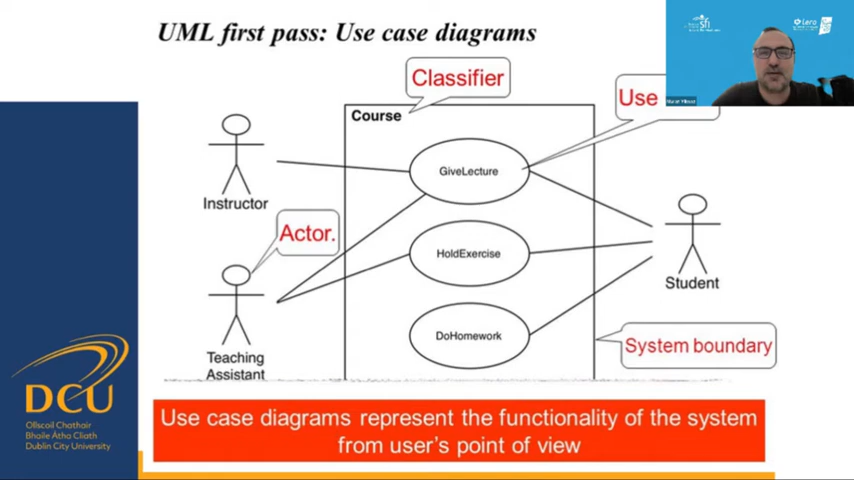 UML first pass: Use case diagrams
Classifier
Use
Course
GiveLecture
Instructor
Actor.
HoldExercise
Student
DoHomework
Teaching
Assistant
System boundary
DCU
Ollscoil Chathair
Bhaile Átha Cliath
Dublin City University
Use case diagrams represent the functionality of the system
from user's point of view
sfi
Lero